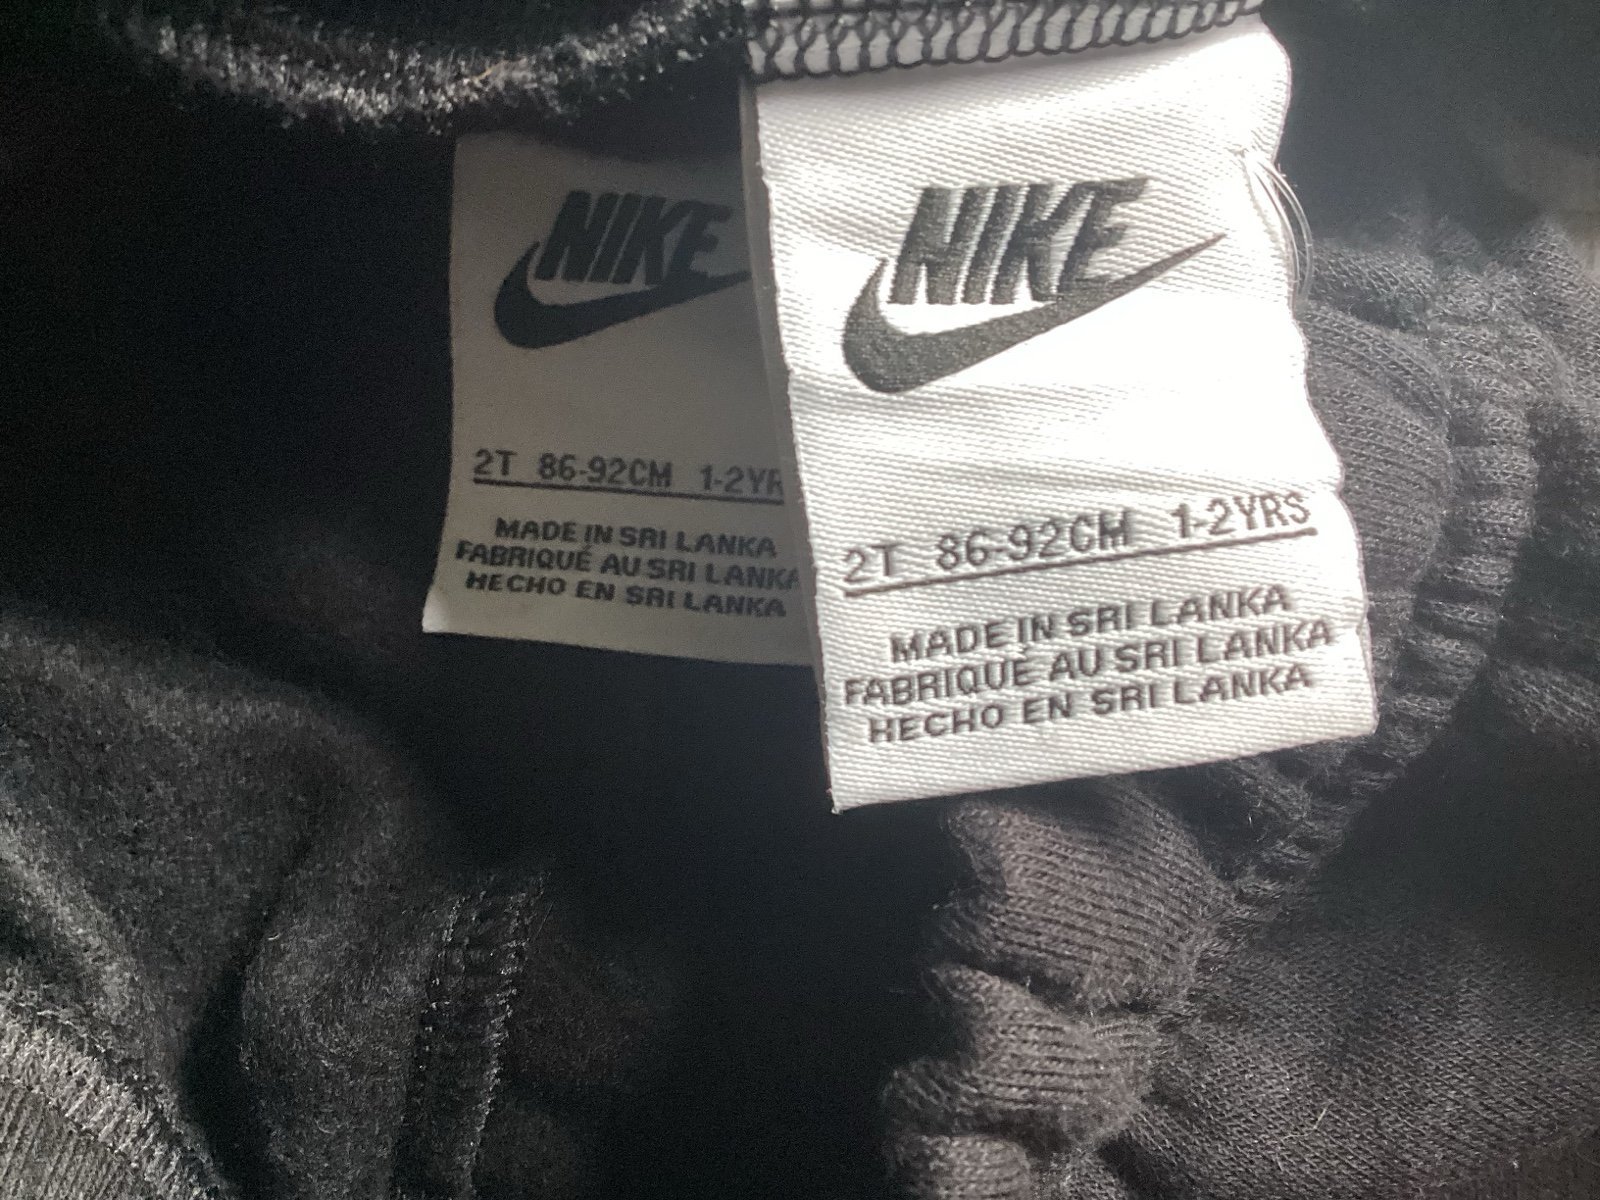 NIKE
2T 86-92CM 1-2YR
MADE IN SRI LANKA
FABRIQUÉ AU SRI LANKA
HECHO EN SRI LANKA
NIKE
2T 86-92CM 1-2YRS
MADE IN SRI LANKA
FABRIQUÉ AU SRI LANKA
HECHO EN SRI LANKA